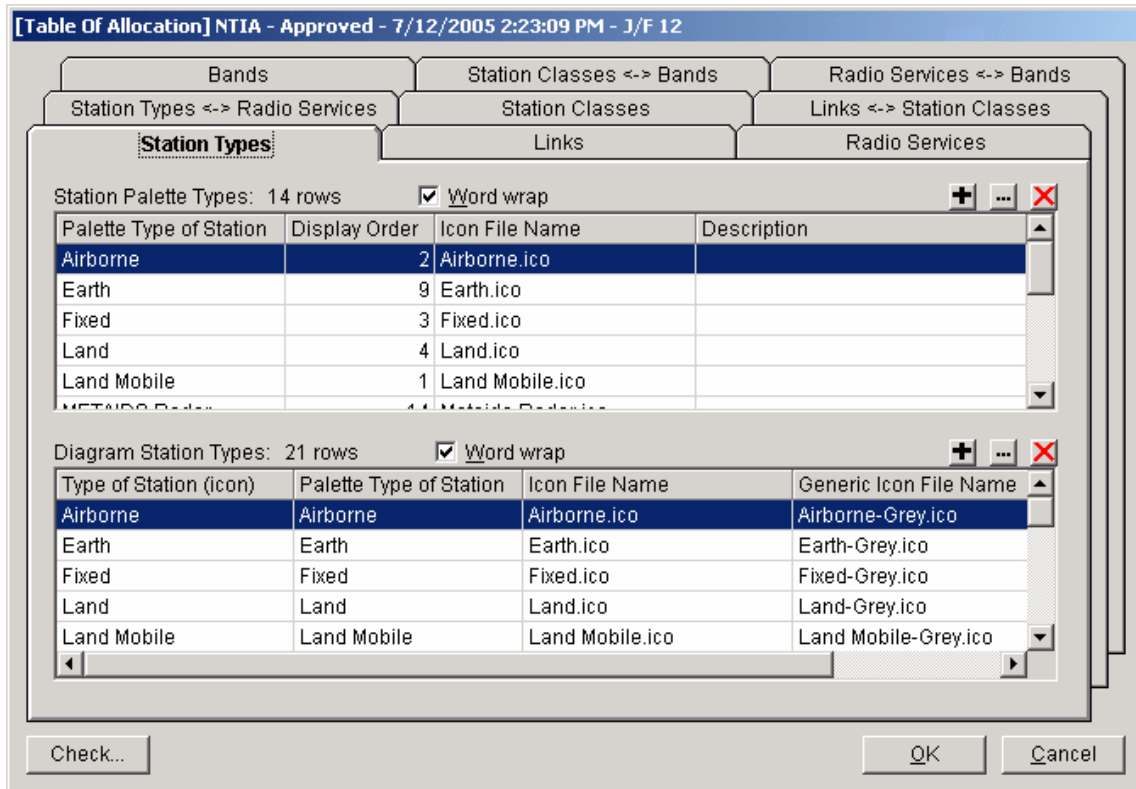 [Table Of Allocation] NTIA - Approved - 7/12/2005 2:23:09 PM - J/F 12
Bands Station Classes <-> Bands Radio Services <-> Bands
Station Types <-> Radio Services Station Classes Links <-> Station Classes
Station Types Links Radio Services
Station Palette Types: 14 rows Word wrap
Palette Type of Station Display Order Icon File Name Description
Airborne 2 Airborne.ico
Earth 9 Earth.ico
Fixed 3 Fixed.ico
Land 4 Land.ico
Land Mobile 1 Land Mobile.ico
Diagram Station Types: 21 rows Word wrap
Type of Station (icon) Palette Type of Station Icon File Name Generic Icon File Name
Airborne Airborne Airborne.ico Airborne-Grey.ico
Earth Earth Earth.ico Earth-Grey.ico
Fixed Fixed Fixed.ico Fixed-Grey.ico
Land Land Land.ico Land-Grey.ico
Land Mobile Land Mobile Land Mobile.ico Land Mobile-Grey.ico
Check... OK Cancel